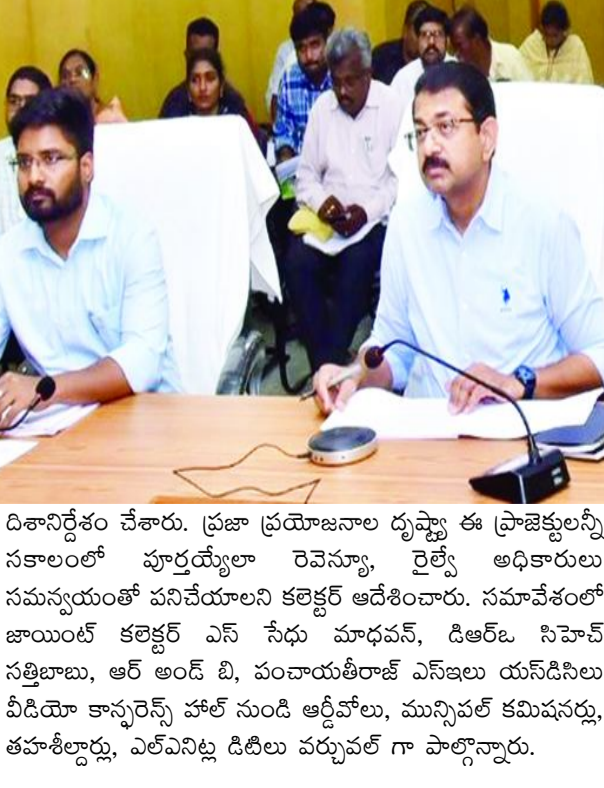 దిశానిర్దేశం చేశారు. ప్రజా ప్రయోజనాల దృష్ట్యా ఈ ప్రాజెక్టులన్నీ
సకాలంలో పూర్తయ్యేలా రెవెన్యూ, రైల్వే అధికారులు
సమన్వయంతో పనిచేయాలని కలెక్టర్ ఆదేశించారు. సమావేశంలో
జాయింట్ కలెక్టర్ ఎస్ సేధు మాధవన్, డిఆర్ఒ సిహెచ్
సత్తిబాబు, ఆర్ అండ్ బి, పంచాయతీరాజ్ ఎస్ఇలు యస్‌డిసిలు
వీడియో కాన్ఫరెన్స్ హాల్ నుండి ఆర్డీవోలు, మున్సిపల్ కమిషనర్లు,
తహశీల్దార్లు, ఎల్ఎనిట్ల డిటిలు వర్చువల్ గా పాల్గొన్నారు.